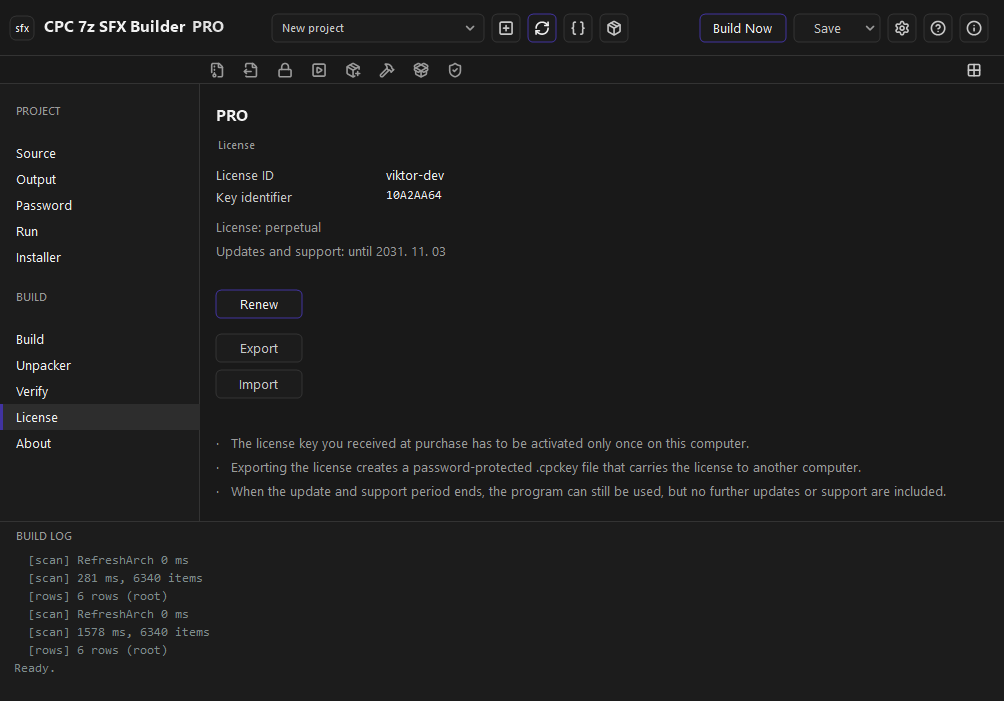 sfx CPC 7z SFX Builder PRO New project Build Now Save
PROJECT
Source
Output
Password
Run
Installer
BUILD
Build
Unpacker
Verify
License
About
PRO
License
License ID viktor-dev
Key identifier 10A2AA64
License: perpetual
Updates and support: until 2031. 11. 03
Renew
Export
Import
· The license key you received at purchase has to be activated only once on this computer.
· Exporting the license creates a password-protected .cpckey file that carries the license to another computer.
· When the update and support period ends, the program can still be used, but no further updates or support are included.
BUILD LOG
[scan] RefreshArch 0 ms
[scan] 281 ms, 6340 items
[rows] 6 rows (root)
[scan] RefreshArch 0 ms
[scan] 1578 ms, 6340 items
[rows] 6 rows (root)
Ready.